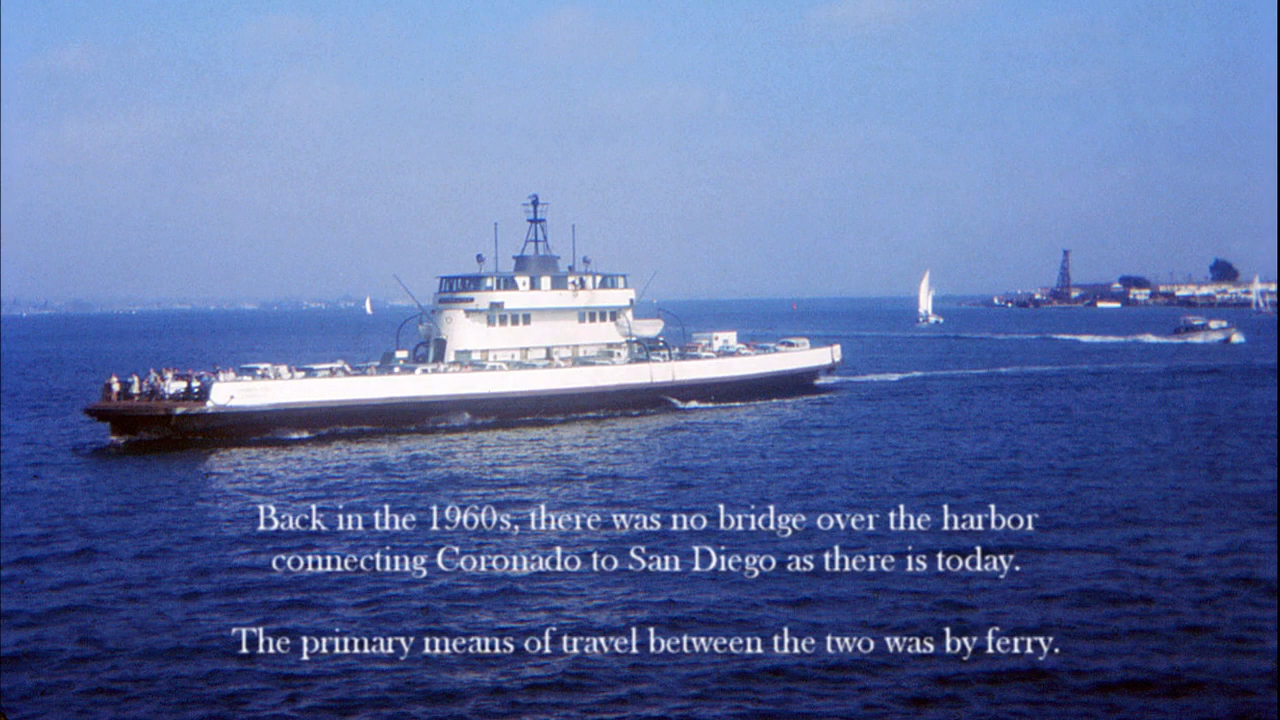 Back in the 1960s, there was no bridge over the harbor
connecting Coronado to San Diego as there is today.
The primary means of travel between the two was by ferry.